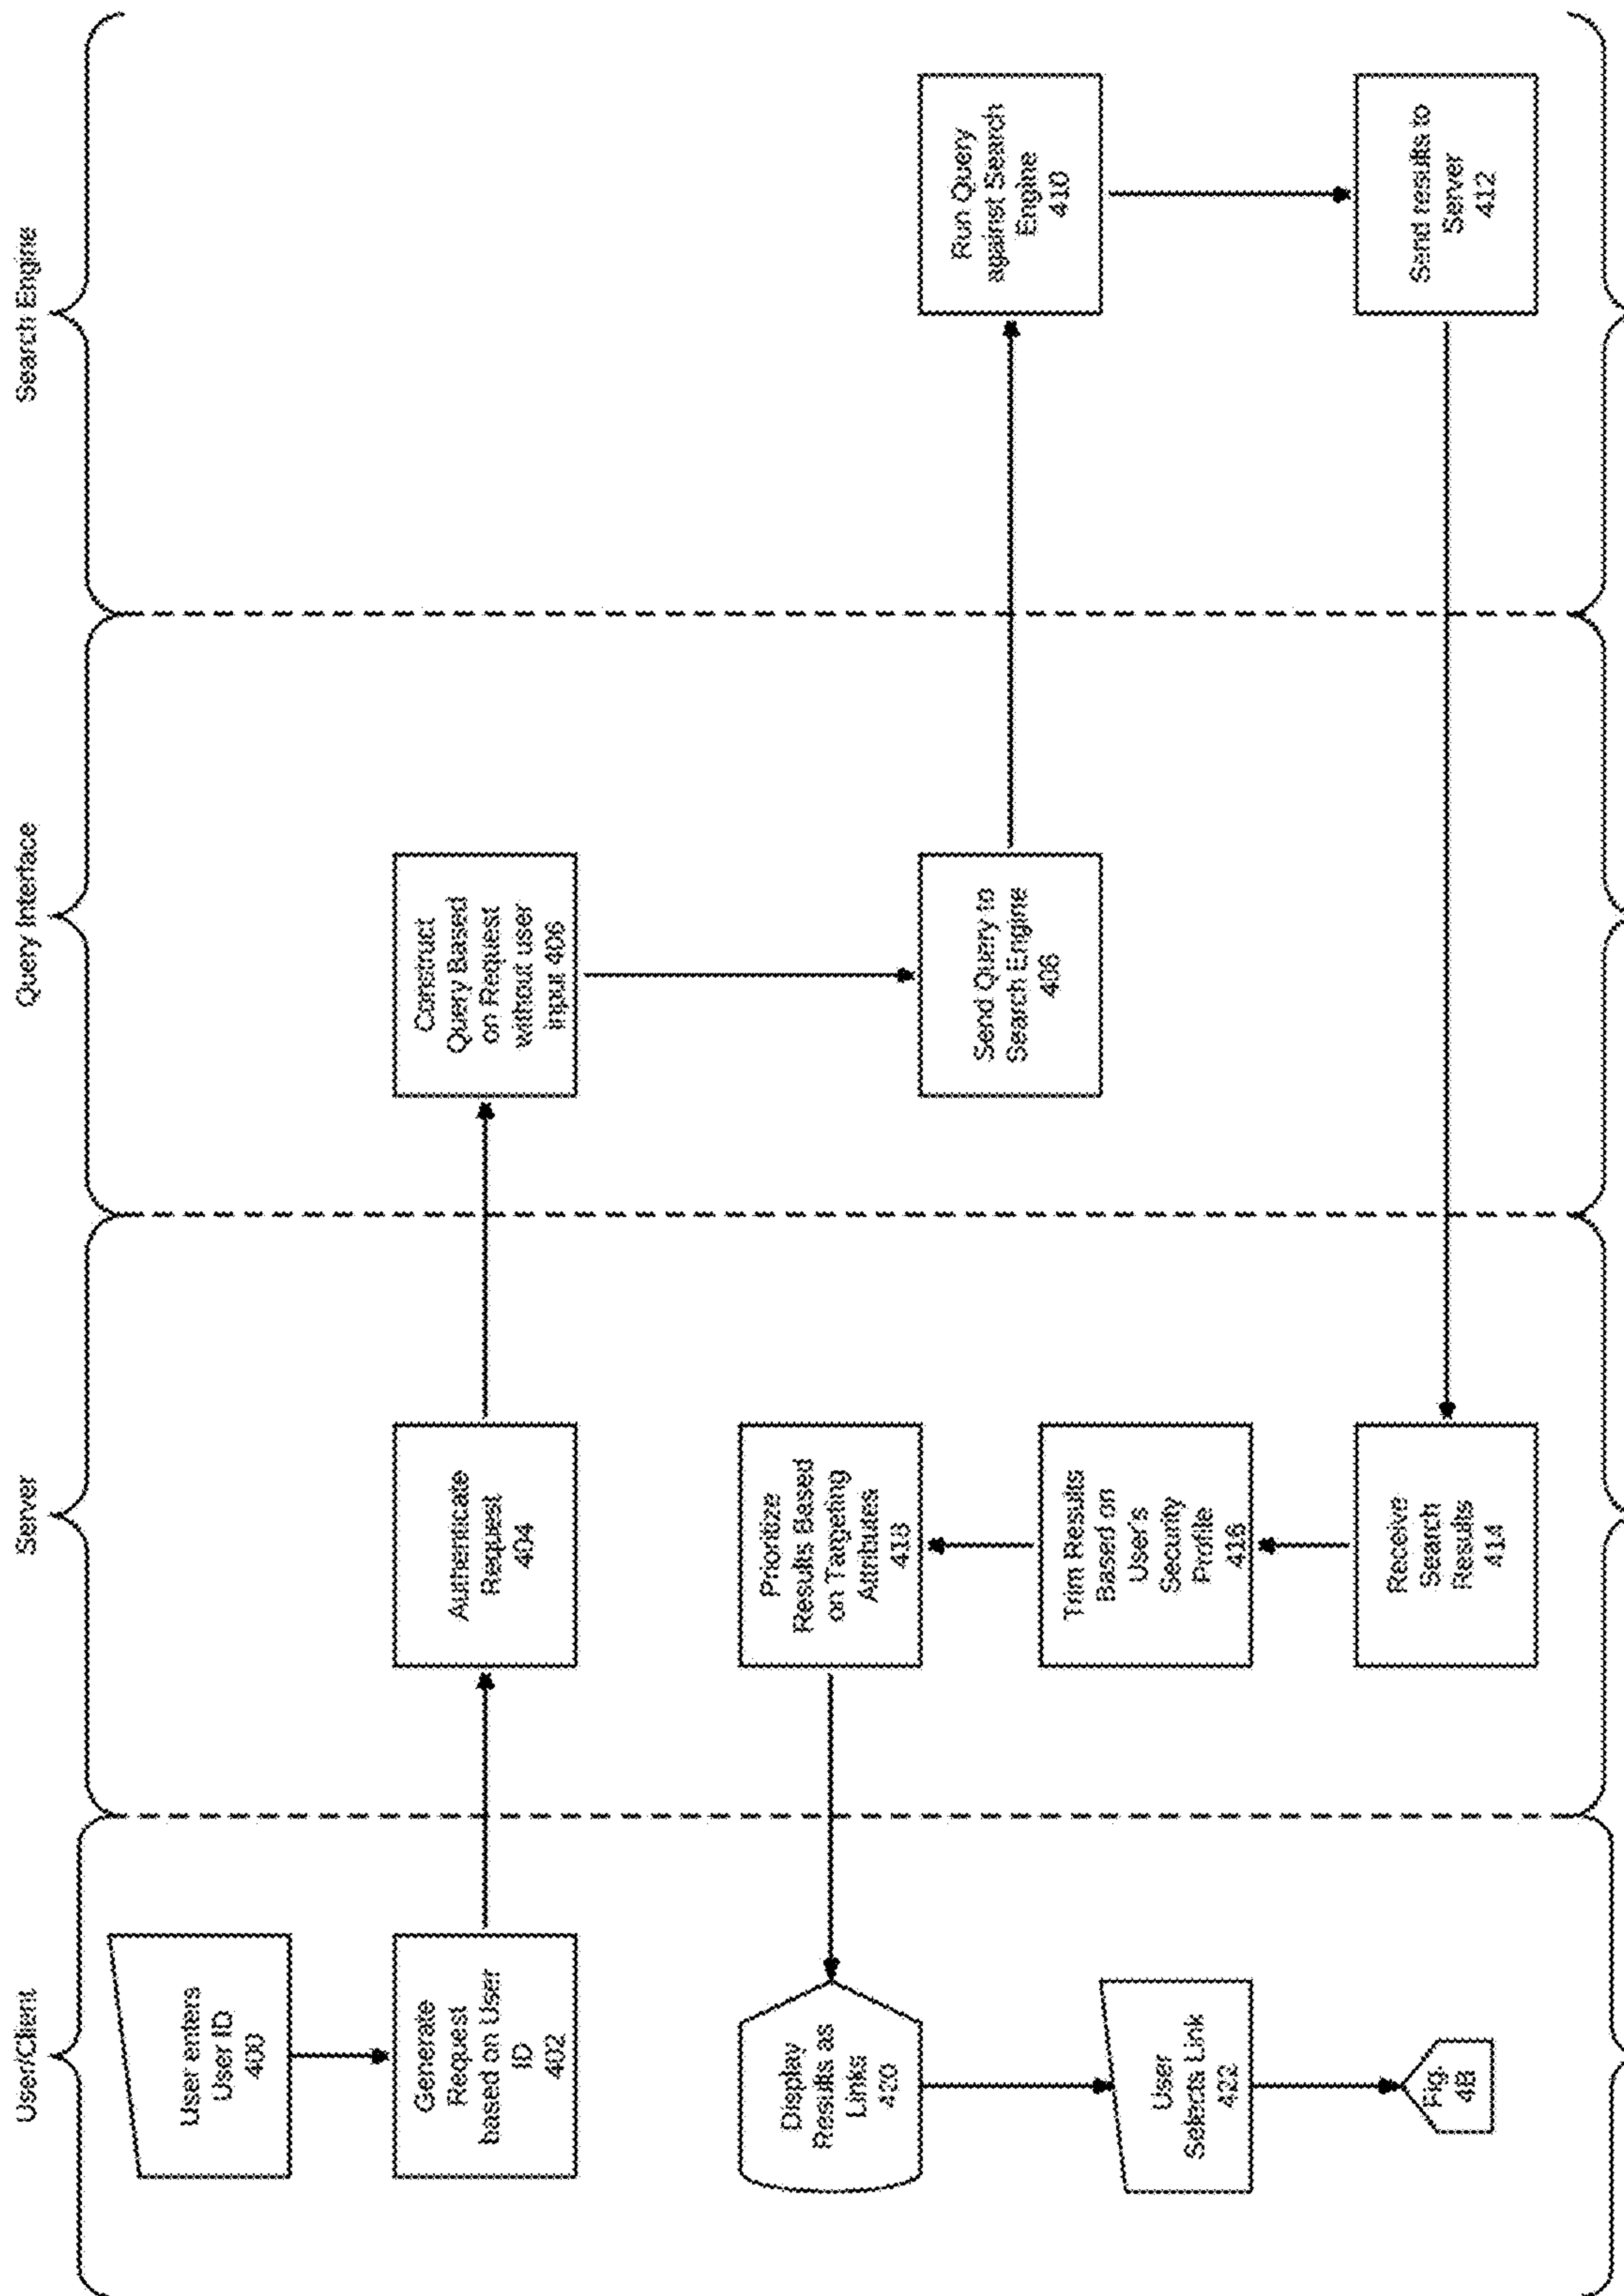 User/Client
Server
Query Interface
Search Engine
User enters
User ID
400
Generate
Request
based on User
ID
402
Authenticate
Request
404
Construct
Query Based
on Request
without user
input 406
Send Query to
Search Engine
408
Run Query
against Search
Engine
410
Send results to
Server
412
Receive
Search
Results
414
Trim Results
Based on
User's
Security
Profile
416
Prioritize
Results Based
on Targeting
Attributes
418
Display
Results as
Links
420
User
Selects Link
422
Fig.
4B